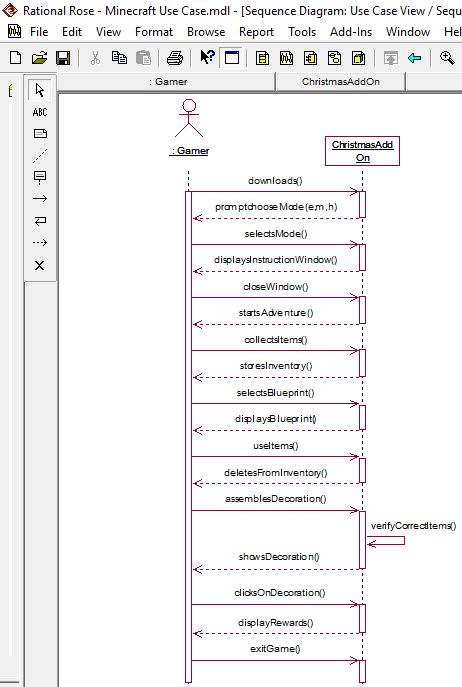 Rational Rose - Minecraft Use Case.mdl - [Sequence Diagram: Use Case View / Sequ
File Edit View Format Browse Report Tools Add-Ins Window Hel
: Gamer ChristmasAddOn
ABC
: Gamer
ChristmasAdd
On
downloads()
promptchooseMode(e,m,h)
selectsMode()
displaysInstructionWindow()
closeWindow()
startsAdventure()
collectsItems()
storesInventory()
selectsBlueprint()
displaysBlueprint()
useItems()
deletesFromInventory()
assemblesDecoration()
verifyCorrectItems()
showsDecoration()
clicksOnDecoration()
displayRewards()
exitGame()